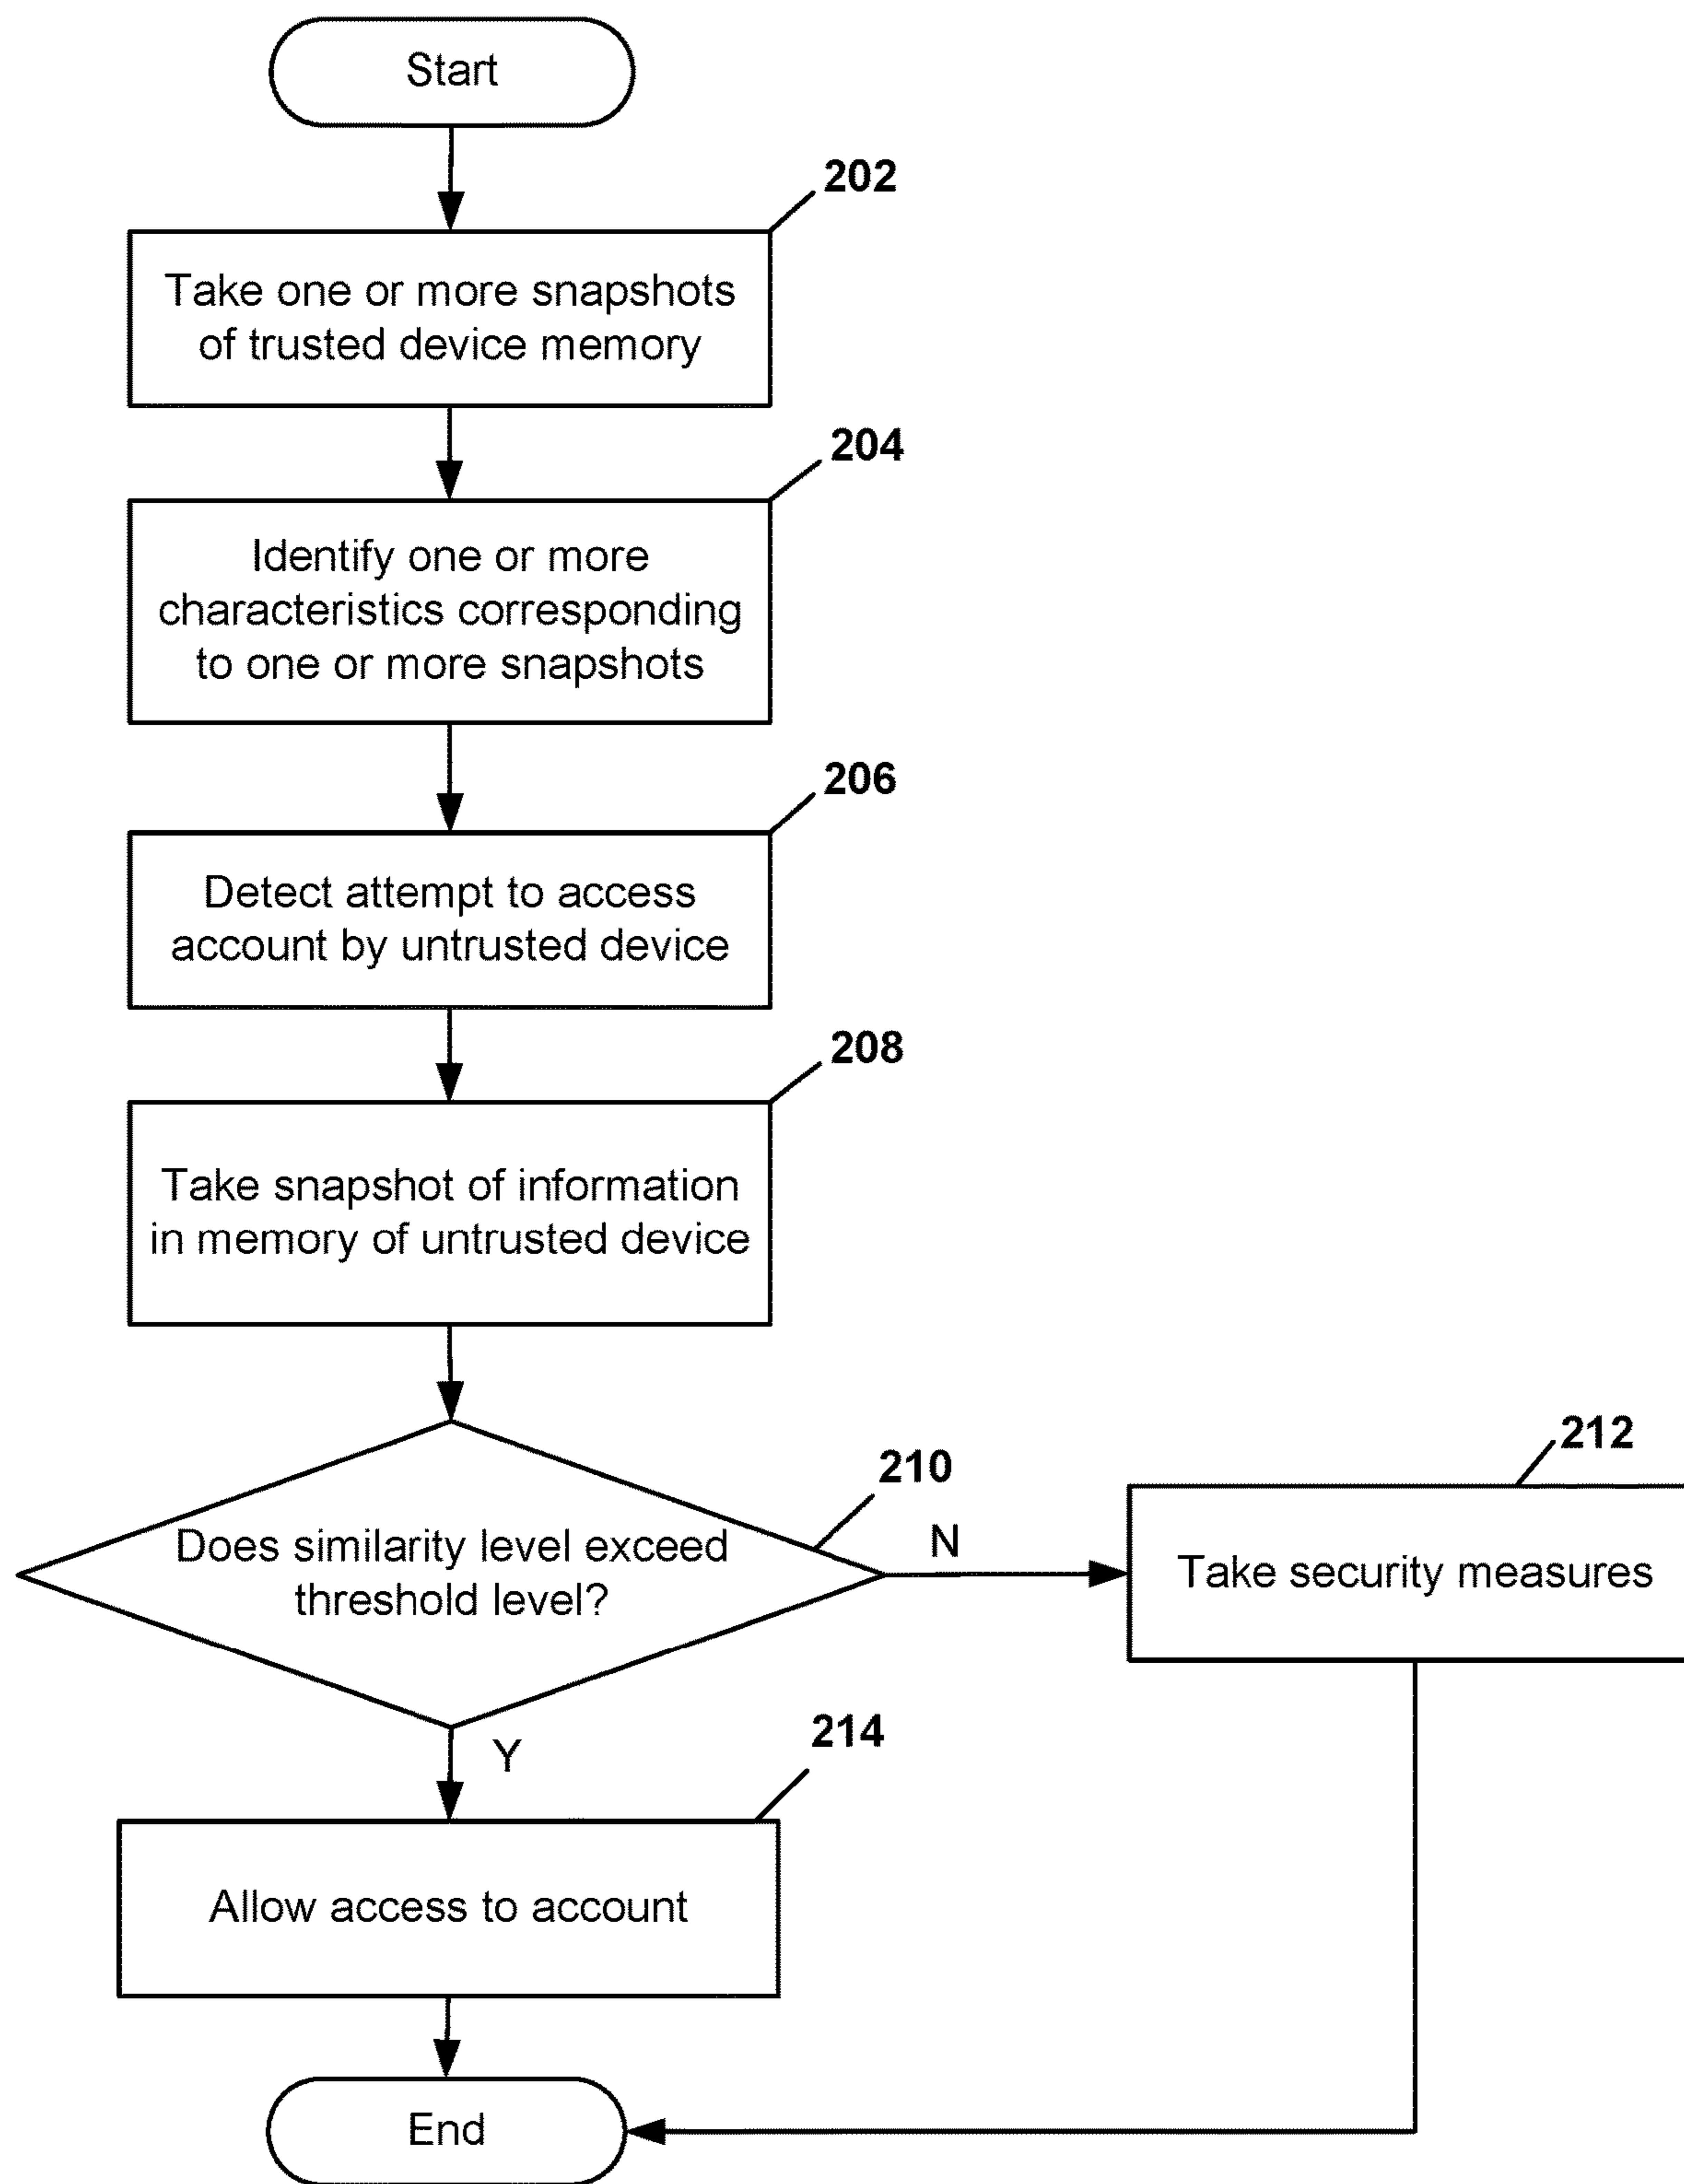 Start
202
Take one or more snapshots
of trusted device memory
204
Identify one or more
characteristics corresponding
to one or more snapshots
206
Detect attempt to access
account by untrusted device
208
Take snapshot of information
in memory of untrusted device
210
Does similarity level exceed
threshold level?
N
212
Take security measures
Y
214
Allow access to account
End